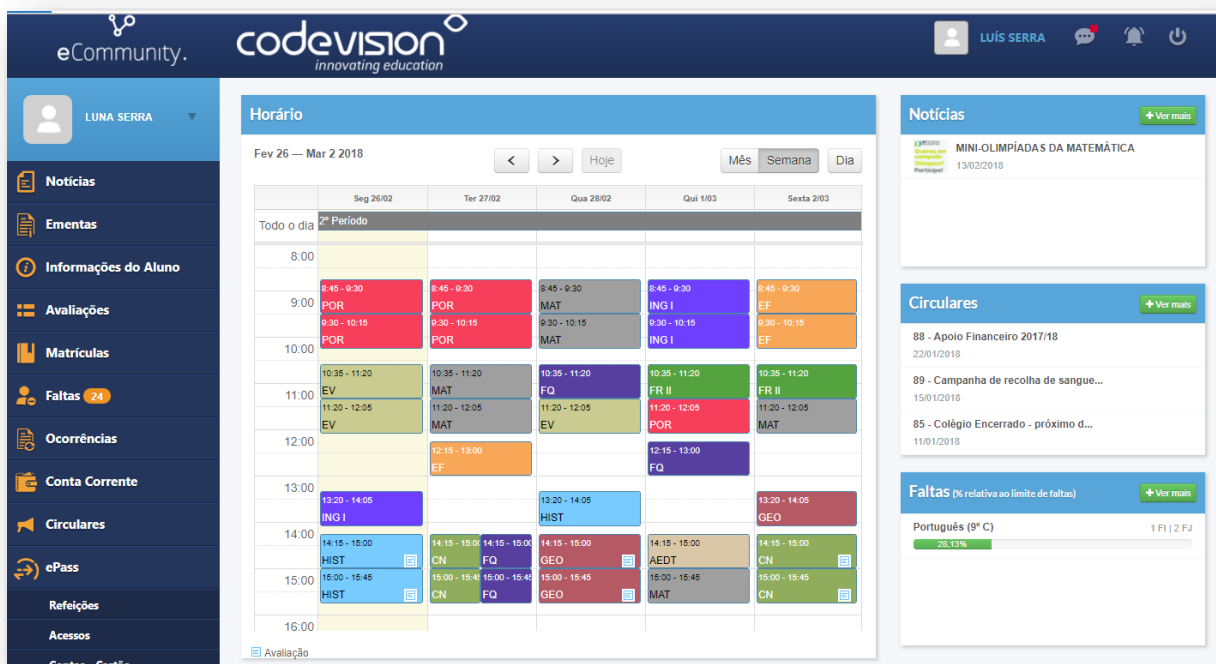 eCommunity.
codevision
innovating education
LUÍS SERRA
LUNA SERRA
Notícias
Ementas
Informações do Aluno
Avaliações
Matrículas
Faltas 24
Ocorrências
Conta Corrente
Circulares
ePass
Refeições
Acessos
Horário
Fev 26 — Mar 2 2018
< > Hoje
Mês Semana Dia
Seg 26/02 Ter 27/02 Qua 28/02 Qui 1/03 Sexta 2/03
Todo o dia 2º Período
8:00
8:45 - 9:30 8:45 - 9:30 8:45 - 9:30 8:45 - 9:30 8:45 - 9:30
9:00 POR POR MAT ING I EF
9:30 - 10:15 9:30 - 10:15 9:30 - 10:15 9:30 - 10:15 9:30 - 10:15
POR POR MAT ING I EF
10:00
10:35 - 11:20 10:35 - 11:20 10:35 - 11:20 10:35 - 11:20 10:35 - 11:20
11:00 EV MAT FQ FR II FR II
11:20 - 12:05 11:20 - 12:05 11:20 - 12:05 11:20 - 12:05 11:20 - 12:05
EV MAT EV POR MAT
12:00
12:15 - 13:00 12:15 - 13:00
EF FQ
13:00
13:20 - 14:05 13:20 - 14:05 13:20 - 14:05
ING I HIST GEO
14:00
14:15 - 15:00 14:15 - 15:00 14:15 - 15:00 14:15 - 15:00 14:15 - 15:00 14:15 - 15:00
HIST CN FQ GEO AEDT CN
15:00 15:00 - 15:45 15:00 - 15:45 15:00 - 15:45 15:00 - 15:45 15:00 - 15:45 15:00 - 15:45
HIST CN FQ GEO MAT CN
16:00
Avaliação
Notícias + Ver mais
MINI-OLIMPÍADAS DA MATEMÁTICA
13/02/2018
Circulares + Ver mais
88 - Apoio Financeiro 2017/18
22/01/2018
89 - Campanha de recolha de sangue...
15/01/2018
85 - Colégio Encerrado - próximo d...
11/01/2018
Faltas (% relativa ao limite de faltas) + Ver mais
Português (9º C) 1 FI | 2 FJ
28,13%